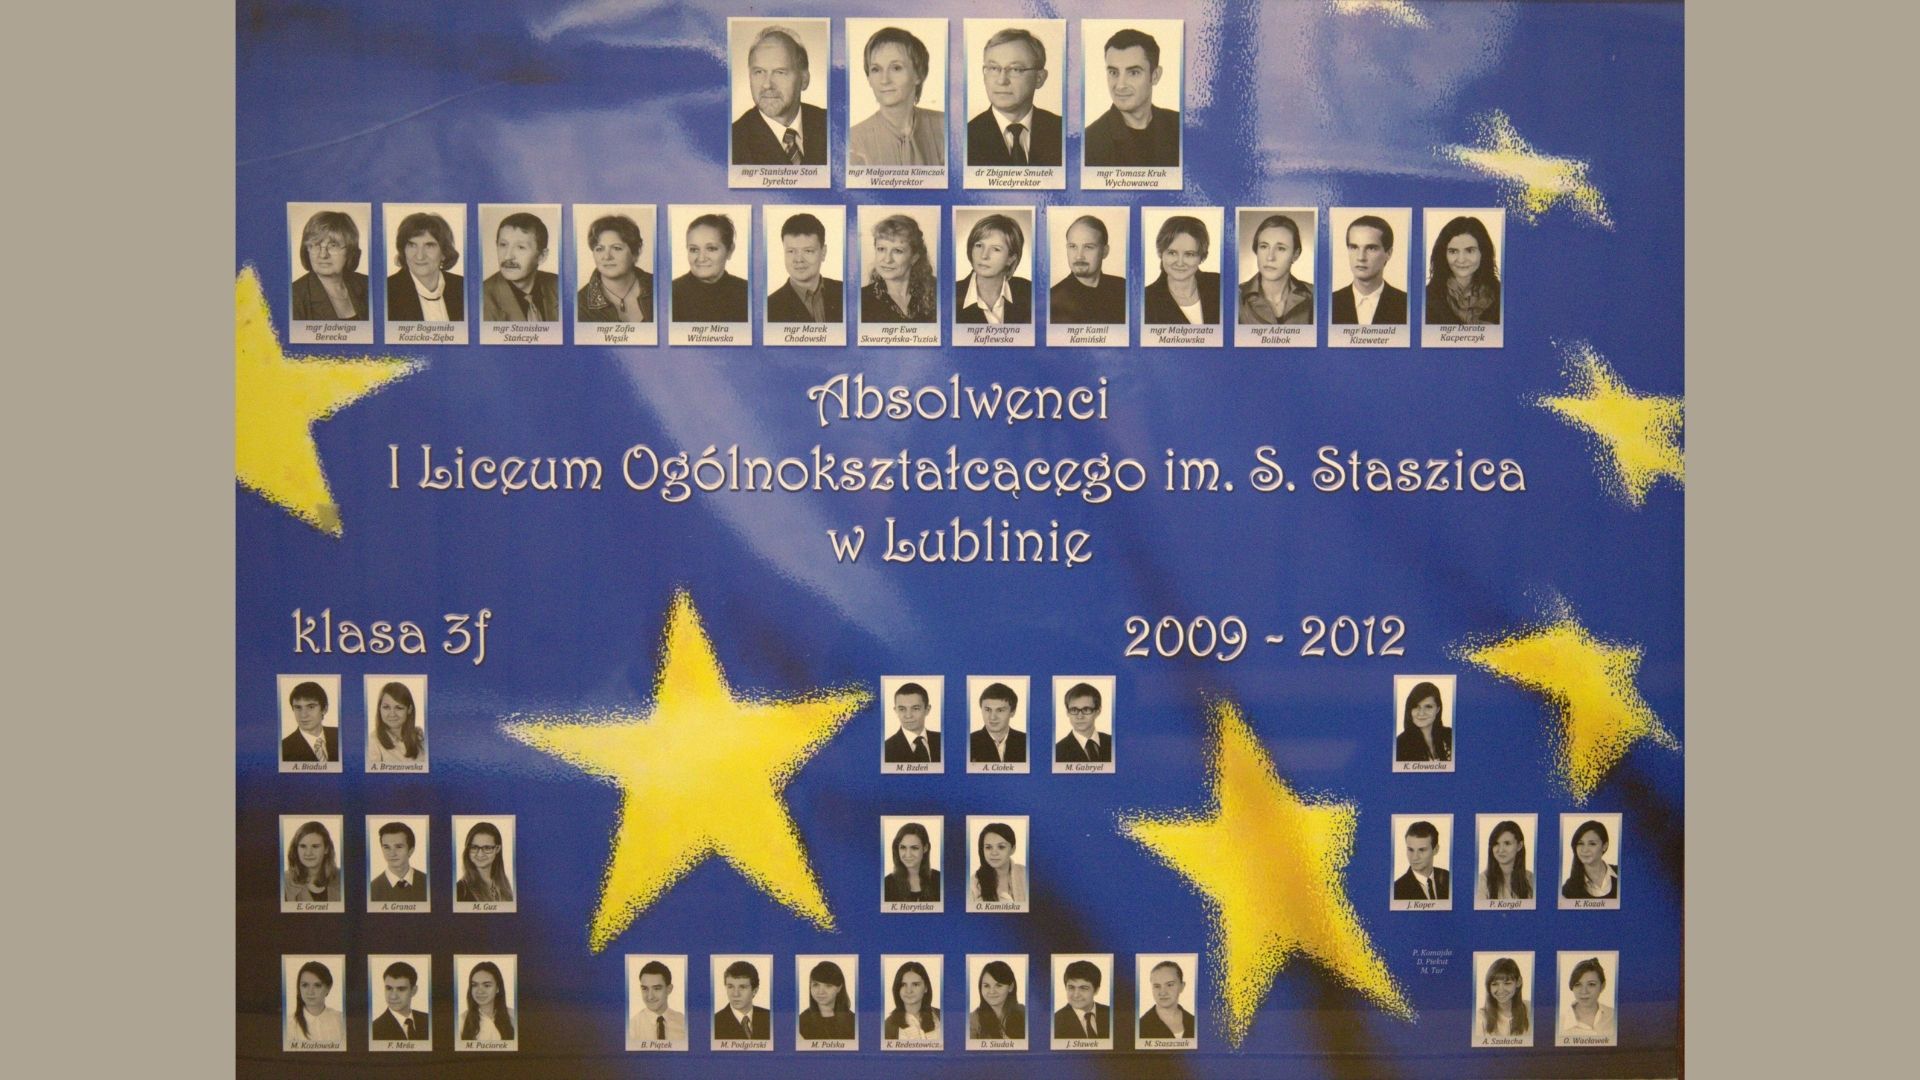 mgr Stanisław Stoń
Dyrektor
mgr Małgorzata Klimczak
Wicedyrektor
dr Zbigniew Smutek
Wicedyrektor
mgr Tomasz Kruk
Wychowawca
mgr Jadwiga
Berecka
mgr Bogumiła
Kozicka-Zięba
mgr Stanisław
Stańczyk
mgr Zofia
Wąsik
mgr Mira
Wiśniewska
mgr Marek
Chodowski
mgr Ewa
Skwarzyńska-Tuziak
mgr Krystyna
Kuflewska
mgr Kamil
Kamiński
mgr Małgorzata
Mańkowska
mgr Adriana
Bolibok
mgr Romuald
Kizeweter
mgr Dorota
Kacperczyk
Absolwenci
I Liceum Ogólnokształcącego im. S. Staszica
w Lublinie
klasa 3f
2009 - 2012
A. Biaduń
A. Brzezowska
M. Bzdeń
A. Ciołek
M. Gabryel
K. Głowacka
E. Gorzel
A. Granat
M. Guz
K. Horyńska
O. Kamińska
J. Koper
P. Korgól
K. Kozak
M. Kozłowska
F. Mróz
M. Paciorek
B. Piątek
M. Podgórski
M. Polska
K. Redestowicz
D. Siudak
J. Sławek
M. Staszczak
P. Kamajda
D. Piekut
M. Tor
A. Szałacha
O. Wacławek